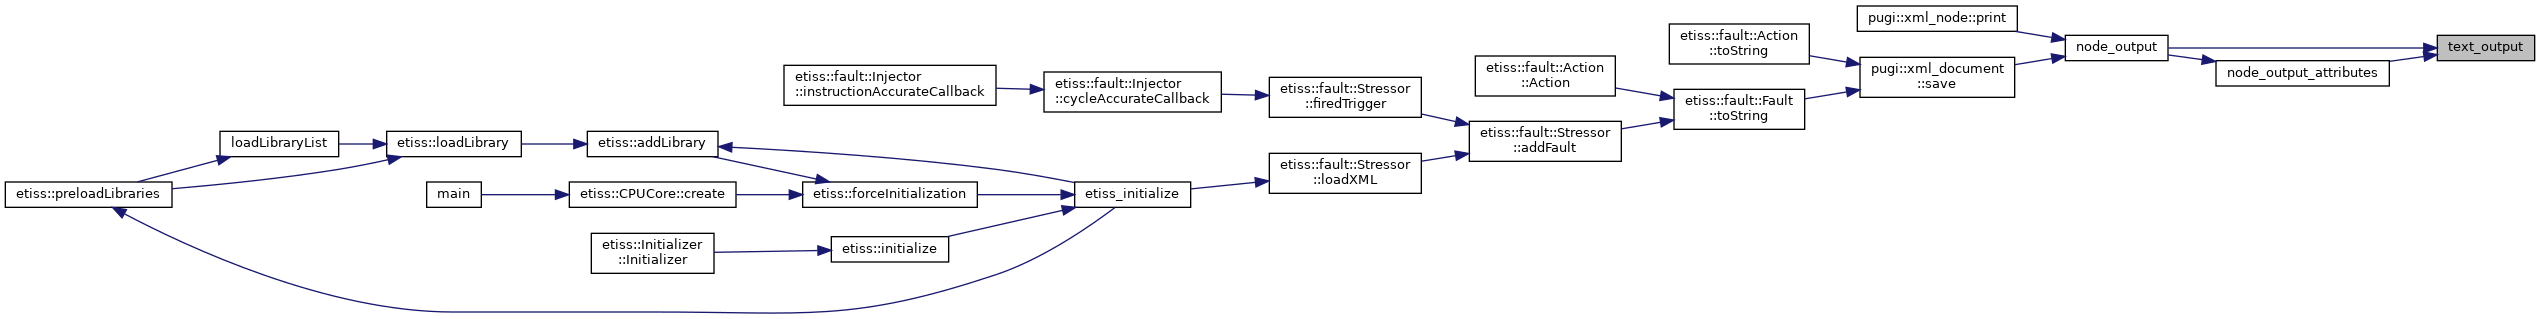 pugi::xml_node::print
etiss::fault::Action
::toString
node_output
text_output
etiss::fault::Action
::Action
pugi::xml_document
::save
node_output_attributes
etiss::fault::Injector
::instructionAccurateCallback
etiss::fault::Injector
::cycleAccurateCallback
etiss::fault::Stressor
::firedTrigger
etiss::fault::Fault
::toString
loadLibraryList
etiss::loadLibrary
etiss::addLibrary
etiss::fault::Stressor
::addFault
etiss::fault::Stressor
::loadXML
etiss::preloadLibraries
main
etiss::CPUCore::create
etiss::forceInitialization
etiss_initialize
etiss::Initializer
::Initializer
etiss::initialize